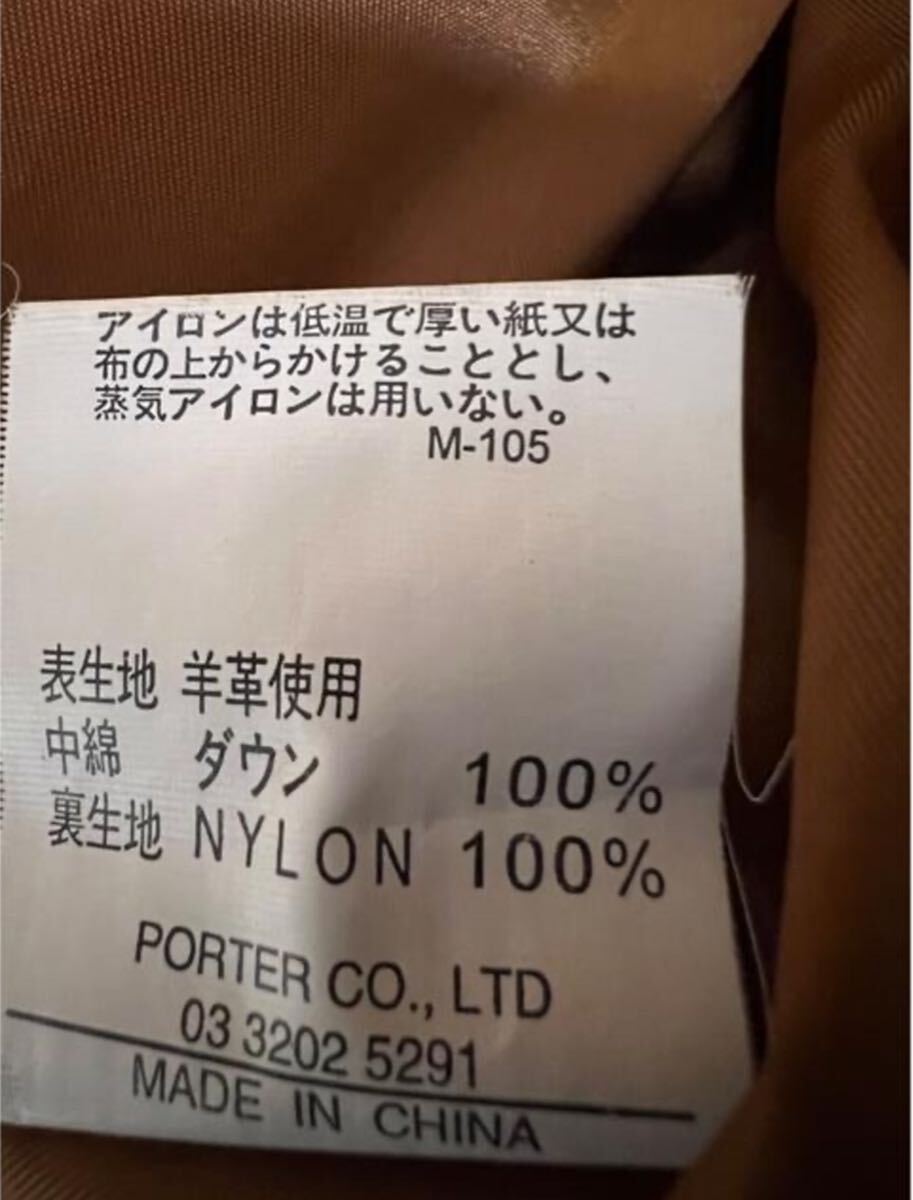 アイロンは低温で厚い紙又は
布の上からかけることとし、
蒸気アイロンは用いない。
M-105
表生地 羊革使用
中綿 ダウン 100%
裏生地 NYLON 100%
PORTER CO., LTD
03 3202 5291
MADE IN CHINA